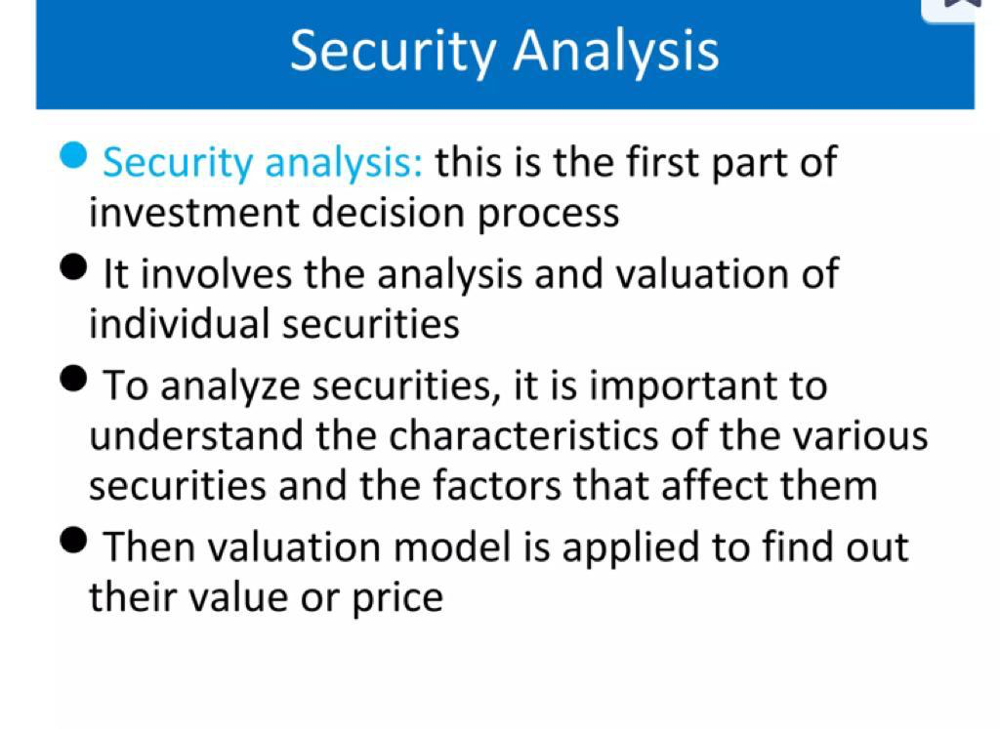 Security Analysis
● Security analysis: this is the first part of
investment decision process
● It involves the analysis and valuation of
individual securities
● To analyze securities, it is important to
understand the characteristics of the various
securities and the factors that affect them
● Then valuation model is applied to find out
their value or price